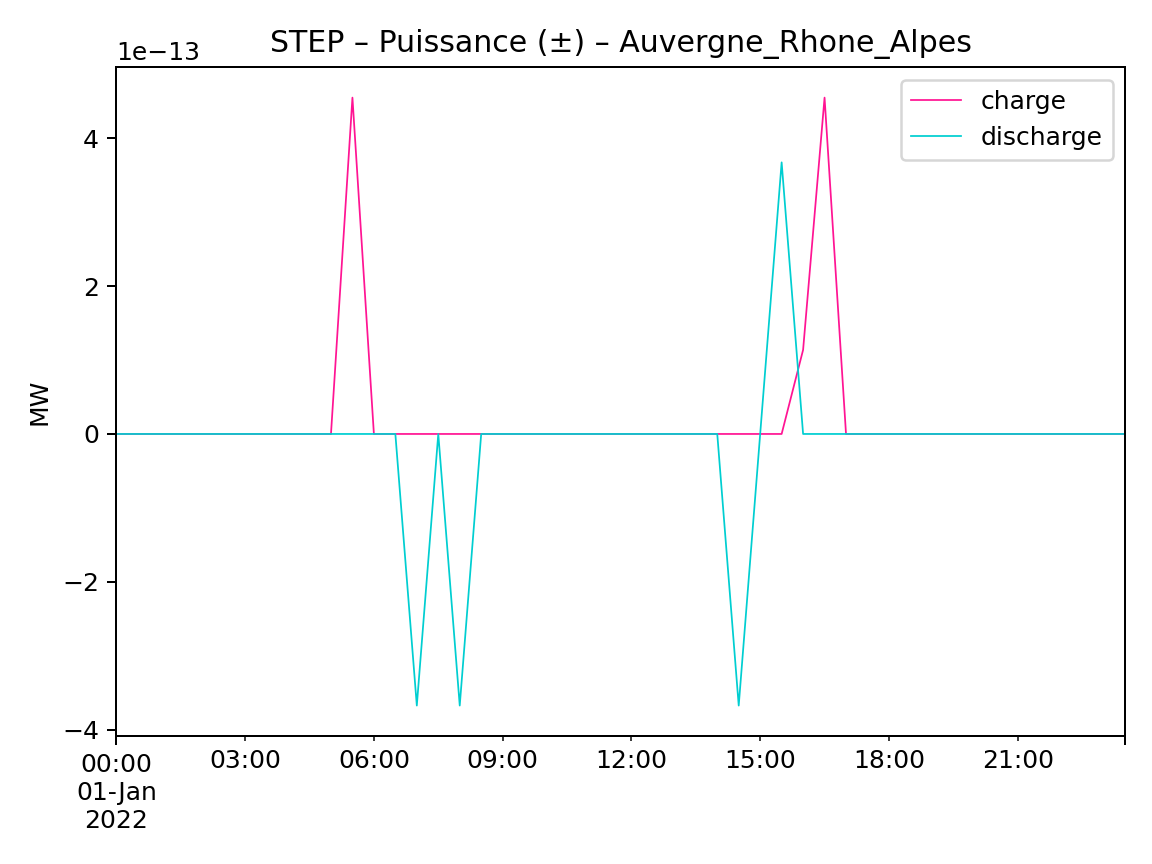 STEP – Puissance (±) – Auvergne_Rhone_Alpes
1e−13
charge
discharge
4
2
0
−2
−4
MW
00:00
01-Jan
2022
03:00
06:00
09:00
12:00
15:00
18:00
21:00